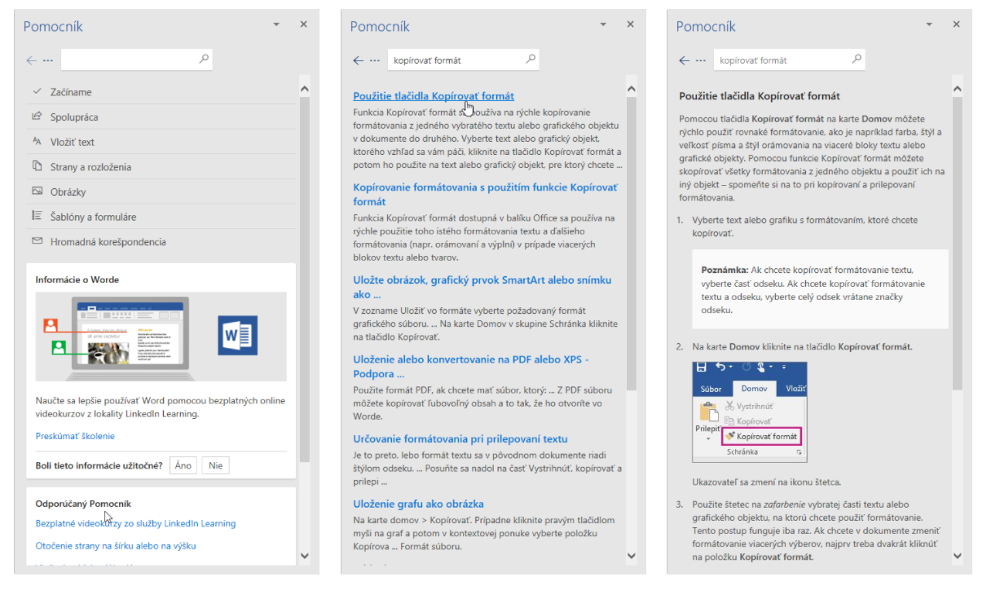 Pomocník
Začíname
Spolupráca
Vložiť text
Strany a rozloženia
Obrázky
Šablóny a formuláre
Hromadná korešpondencia
Informácie o Worde
Naučte sa lepšie používať Word pomocou bezplatných online
videokurzov z lokality LinkedIn Learning.
Preskúmať školenie
Boli tieto informácie užitočné? Áno Nie
Odporúčaný Pomocník
Bezplatné videokurzy zo služby LinkedIn Learning
Otočenie strany na šírku alebo na výšku
Pomocník
kopírovať formát
Použitie tlačidla Kopírovať formát
Funkcia Kopírovať formát sa používa na rýchle kopírovanie
formátovania z jedného vybratého textu alebo grafického objektu
v dokumente do druhého. Vyberte text alebo grafický objekt,
ktorého vzhľad sa vám páči, kliknite na tlačidlo Kopírovať formát a
potom ho použite na text alebo grafický objekt, pre ktorý chcete ...
Kopírovanie formátovania s použitím funkcie Kopírovať
formát
Funkcia Kopírovať formát dostupná v balíku Office sa používa na
rýchle použitie toho istého formátovania textu a ďalšieho
formátovania (napr. orámovaní a výplní) v prípade viacerých
blokov textu alebo tvarov.
Uložte obrázok, grafický prvok SmartArt alebo snímku
ako ...
V zozname Uložiť vo formáte vyberte požadovaný formát
grafického súboru. ... Na karte Domov v skupine Schránka kliknite
na tlačidlo Kopírovať.
Uloženie alebo konvertovanie na PDF alebo XPS -
Podpora ...
Použite formát PDF, ak chcete mať súbor, ktorý: ... Z PDF súboru
môžete kopírovať ľubovoľný obsah a to tak, že ho otvoríte vo
Worde.
Určovanie formátovania pri prilepovaní textu
Je to preto, lebo formát textu sa v pôvodnom dokumente riadi
štýlom odseku. ... Posuňte sa nadol na časť Vystrihnúť, kopírovať a
prilepi ...
Uloženie grafu ako obrázka
Na karte domov > Kopírovať. Prípadne kliknite pravým tlačidlom
myši na graf a potom v kontextovej ponuke vyberte položku
Kopírova ... Formát súboru.
Pomocník
kopírovať formát
Použitie tlačidla Kopírovať formát
Pomocou tlačidla Kopírovať formát na karte Domov môžete
rýchlo použiť rovnaké formátovanie, ako je napríklad farba, štýl a
veľkosť písma a štýl orámovania na viaceré bloky textu alebo
grafické objekty. Pomocou funkcie Kopírovať formát môžete
skopírovať všetky formátovania z jedného objektu a použiť ich na
iný objekt – spomeňte si na to pri kopírovaní a prilepovaní
formátovania.
1. Vyberte text alebo grafiku s formátovaním, ktoré chcete
kopírovať.
Poznámka: Ak chcete kopírovať formátovanie textu,
vyberte časť odseku. Ak chcete kopírovať formátovanie
textu a odseku, vyberte celý odsek vrátane značky
odseku.
2. Na karte Domov kliknite na tlačidlo Kopírovať formát.
Súbor Domov Vložiť
Vystrihnúť
Kopírovať
Prilepiť
Kopírovať formát
Schránka
Ukazovateľ sa zmení na ikonu štetca.
3. Použite štetec na zafarbenie vybratej časti textu alebo
grafického objektu, na ktorú chcete použiť formátovanie.
Tento postup funguje iba raz. Ak chcete v dokumente zmeniť
formátovanie viacerých výberov, najprv treba dvakrát kliknúť
na položku Kopírovať formát.